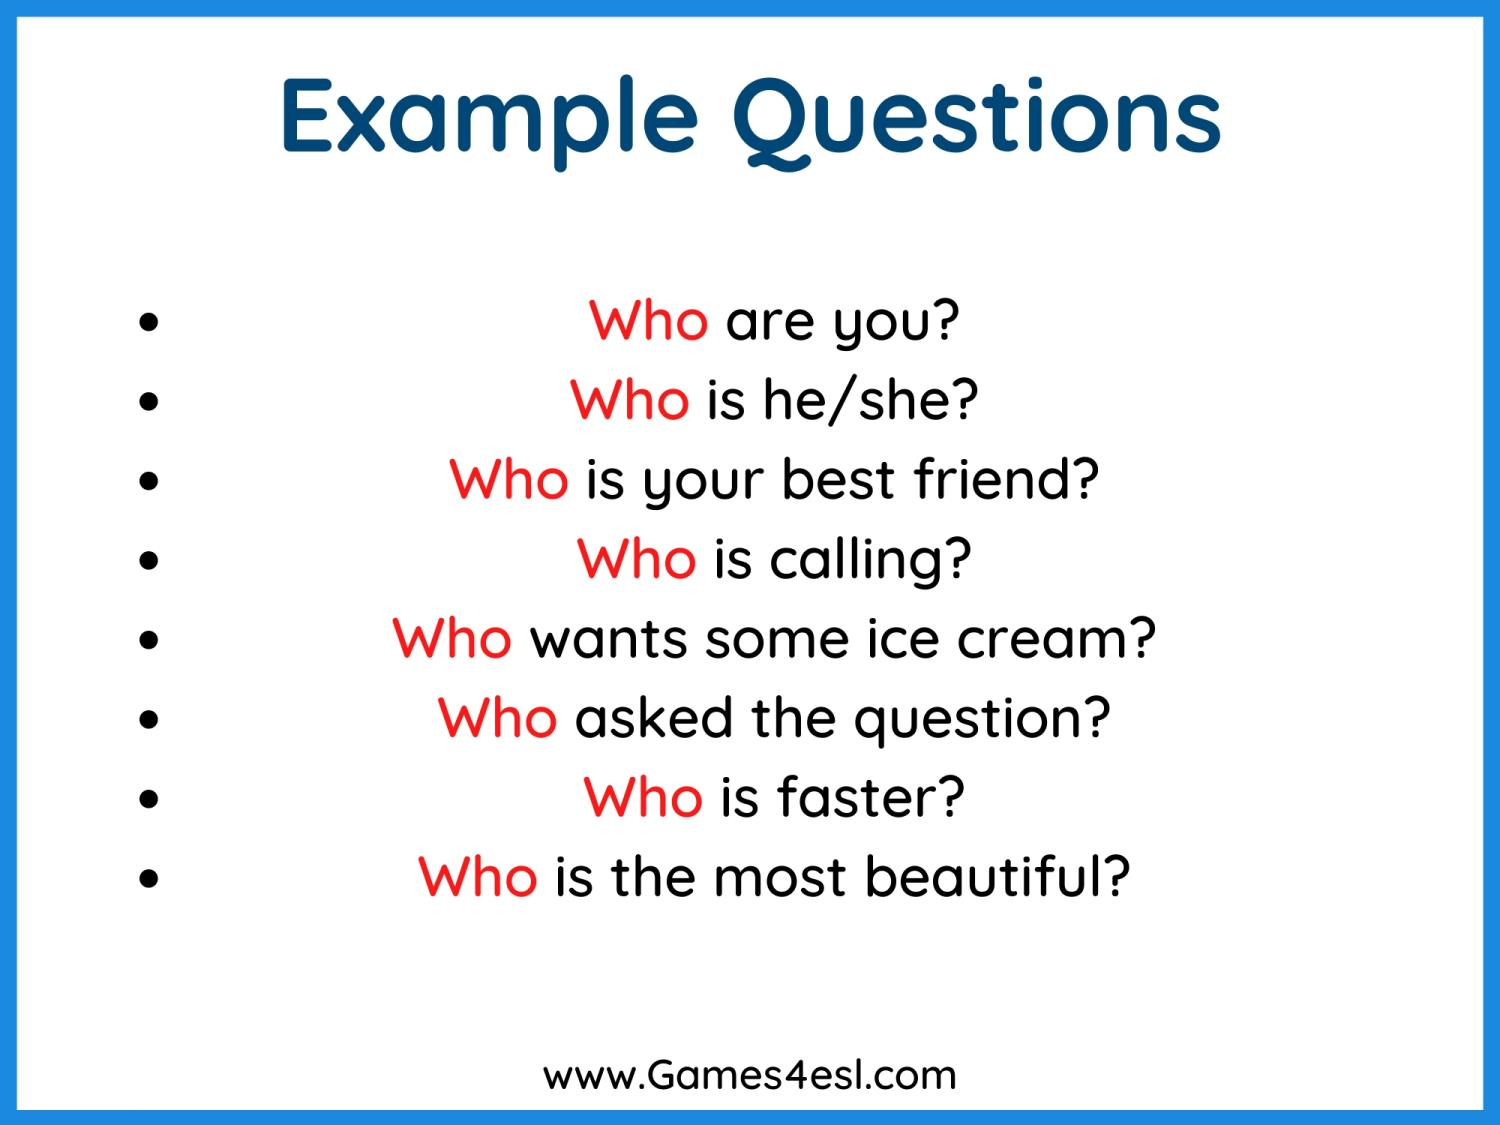 Example Questions
• Who are you?
• Who is he/she?
• Who is your best friend?
• Who is calling?
• Who wants some ice cream?
• Who asked the question?
• Who is faster?
• Who is the most beautiful?
www.Games4esl.com